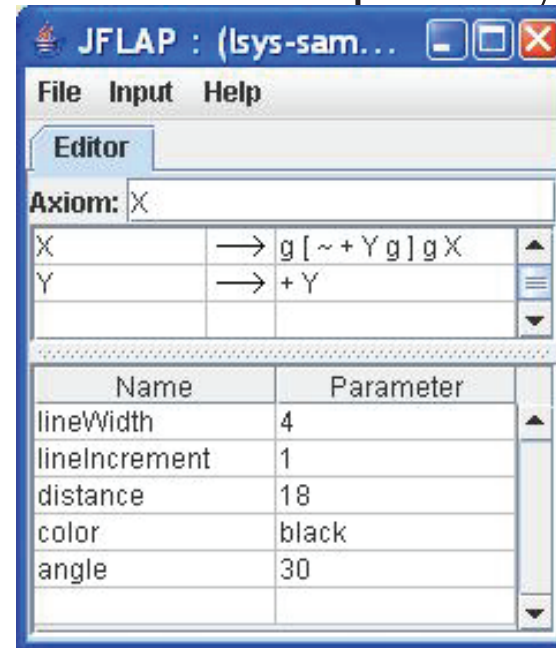 JFLAP : (lsys-sam...
File Input Help
Editor
Axiom: X
X → g [ ~ + Y g ] g X
Y → + Y
Name Parameter
lineWidth 4
lineIncrement 1
distance 18
color black
angle 30